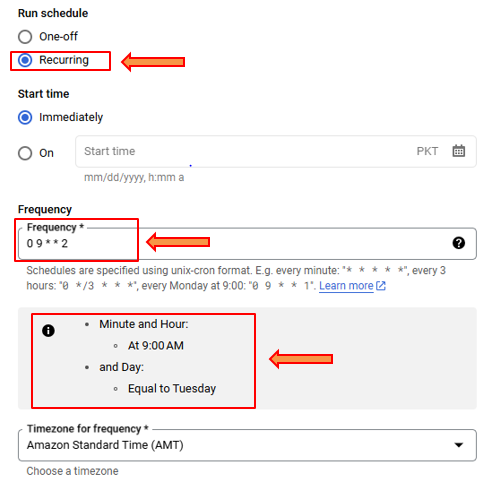 Run schedule
One-off
Recurring
Start time
Immediately
On
Start time
PKT
mm/dd/yyyy, h:mm a
Frequency
Frequency *
0 9 * * 2
Schedules are specified using unix-cron format. E.g. every minute: "* * * * *", every 3
hours: "0 */3 * * *", every Monday at 9:00: "0 9 * * 1". Learn more
Minute and Hour:
At 9:00 AM
and Day:
Equal to Tuesday
Timezone for frequency *
Amazon Standard Time (AMT)
Choose a timezone